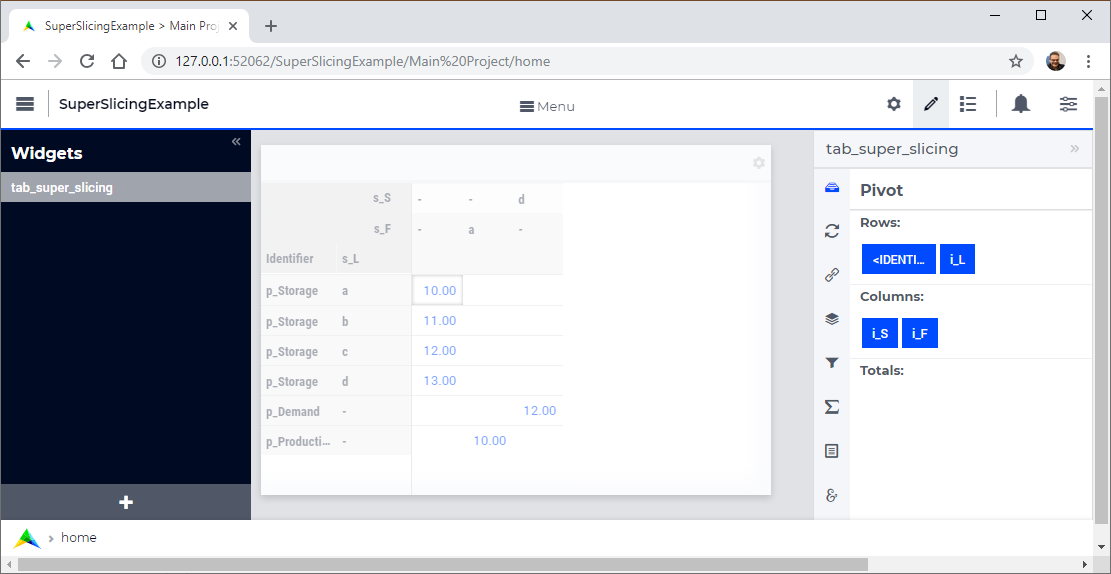 SuperSlicingExample > Main Proj
127.0.0.1:52062/SuperSlicingExample/Main%20Project/home
SuperSlicingExample
Menu
Widgets
tab_super_slicing
s_S - - d
s_F - a -
Identifier s_L
p_Storage a 10.00
p_Storage b 11.00
p_Storage c 12.00
p_Storage d 13.00
p_Demand - 12.00
p_Producti... - 10.00
tab_super_slicing
Pivot
Rows:
<IDENTI... i_L
Columns:
i_S i_F
Totals:
home